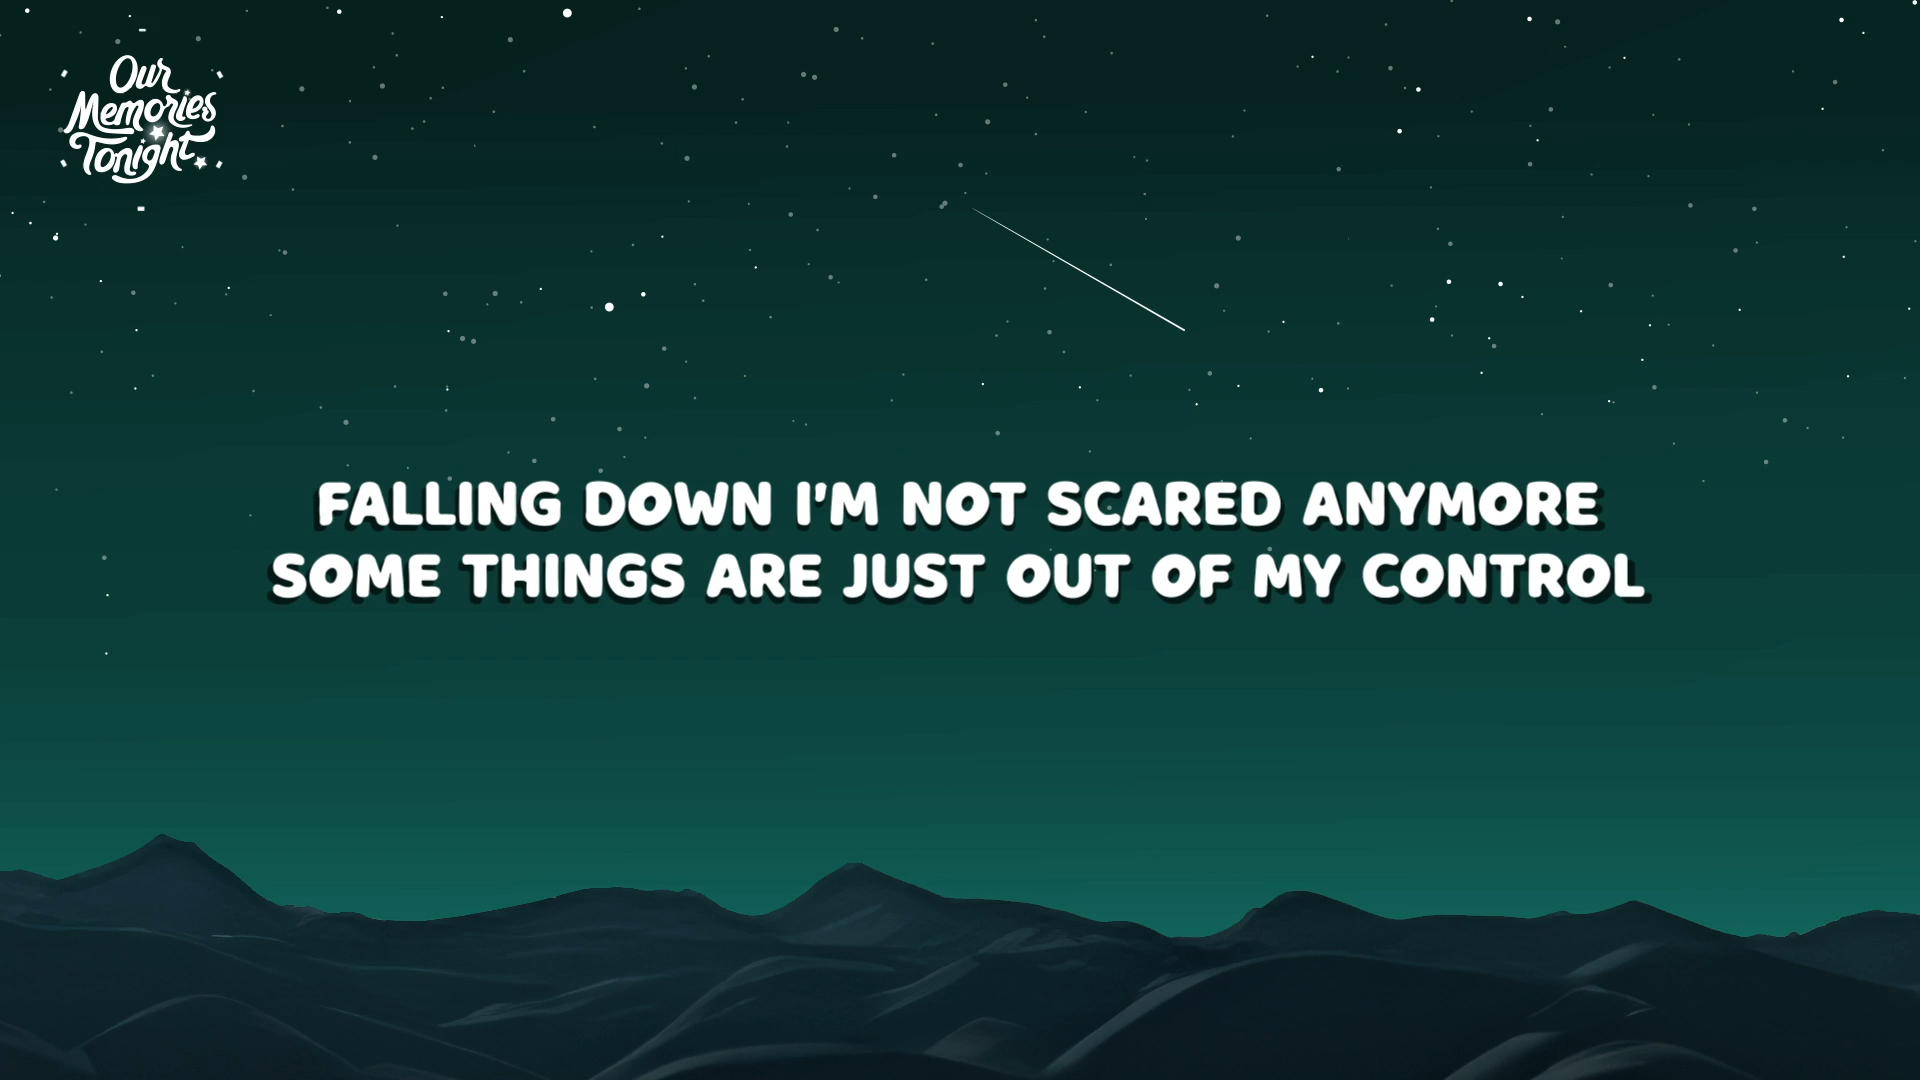 Our
Memories
Tonight
FALLING DOWN I'M NOT SCARED ANYMORE
SOME THINGS ARE JUST OUT OF MY CONTROL